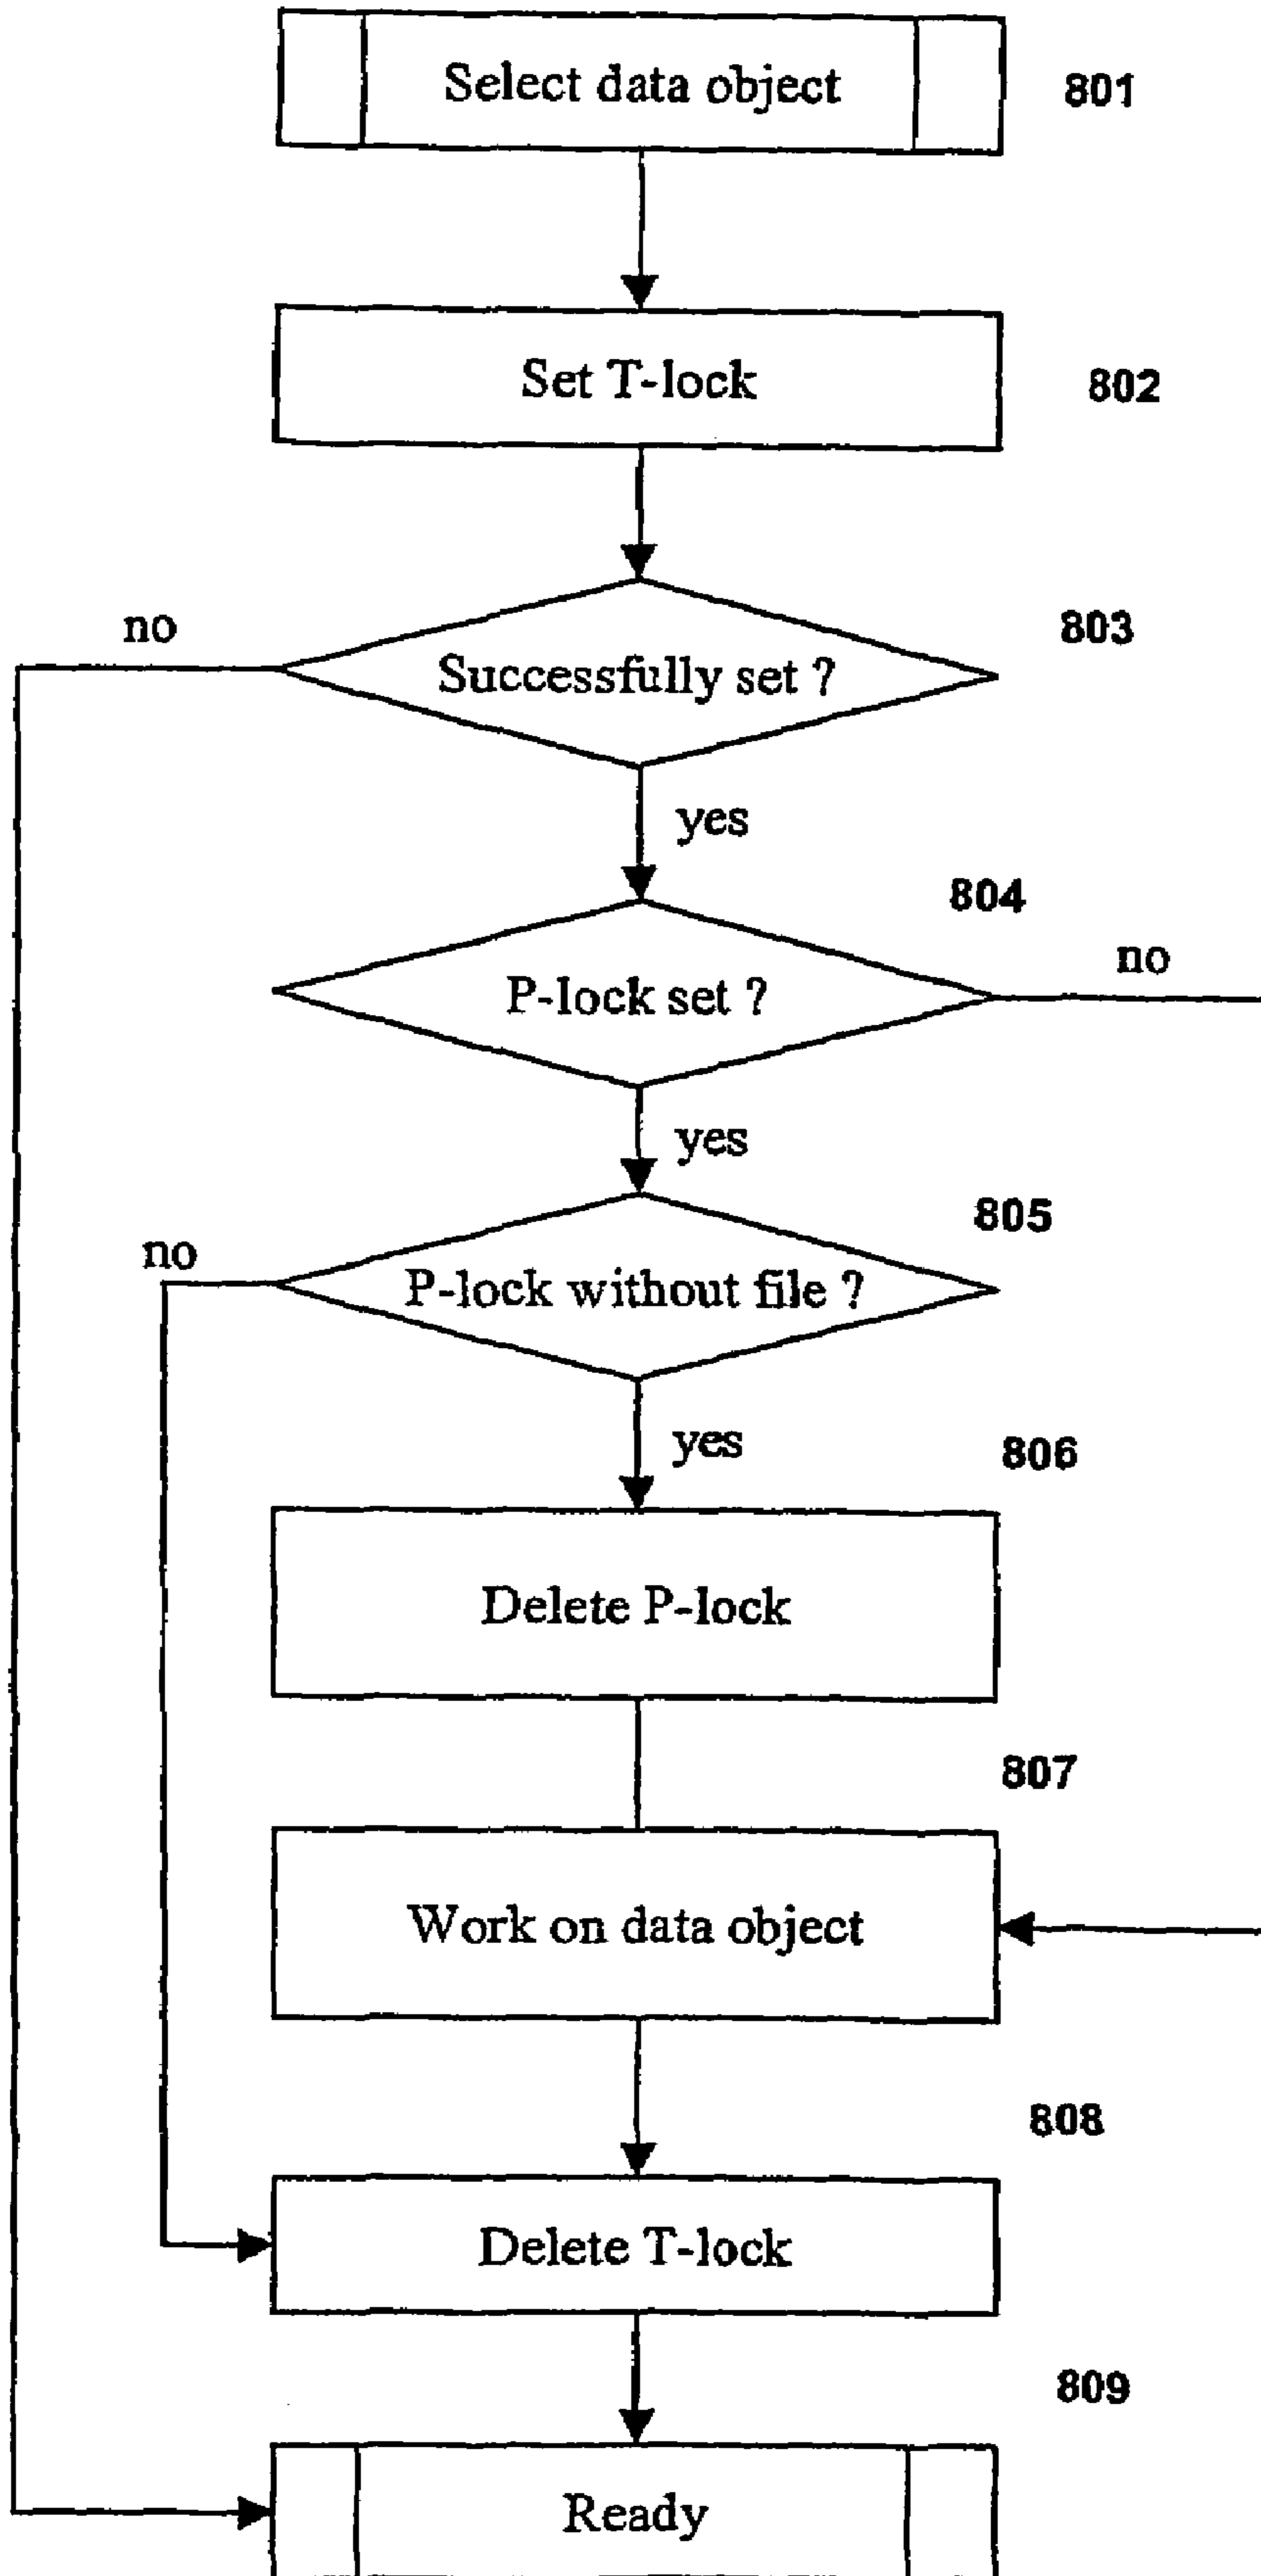 Select data object
801
Set T-lock
802
no
803
Successfully set ?
yes
804
no
P-lock set ?
yes
805
no
P-lock without file ?
yes
806
Delete P-lock
807
Work on data object
808
Delete T-lock
809
Ready